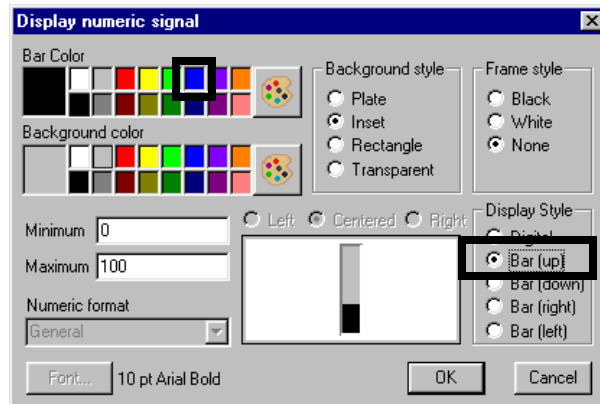 Display numeric signal
Bar Color
Background color
Background style
Plate
Inset
Rectangle
Transparent
Frame style
Black
White
None
Minimum 0
Maximum 100
Numeric format
General
Left Centered Right
Display Style
Digital
Bar (up)
Bar (down)
Bar (right)
Bar (left)
Font... 10 pt Arial Bold
OK Cancel